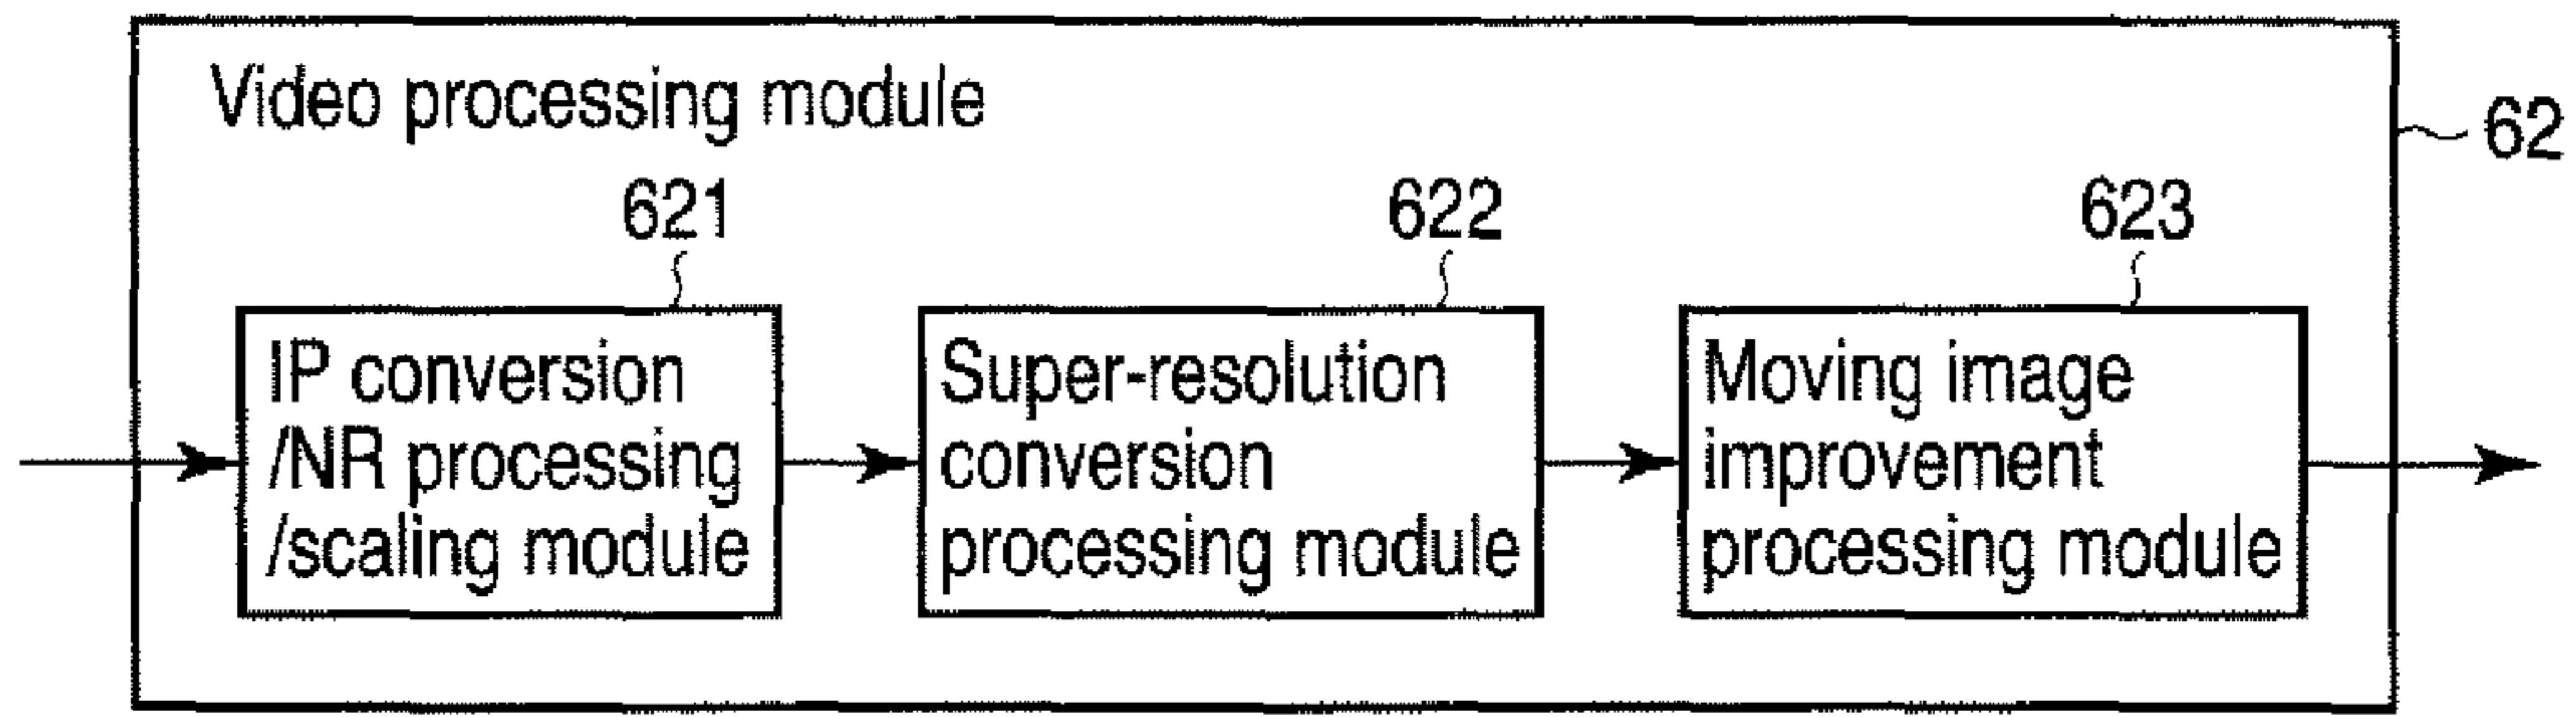 Video processing module
62
621
622
623
IP conversion
/NR processing
/scaling module
Super-resolution
conversion
processing module
Moving image
improvement
processing module